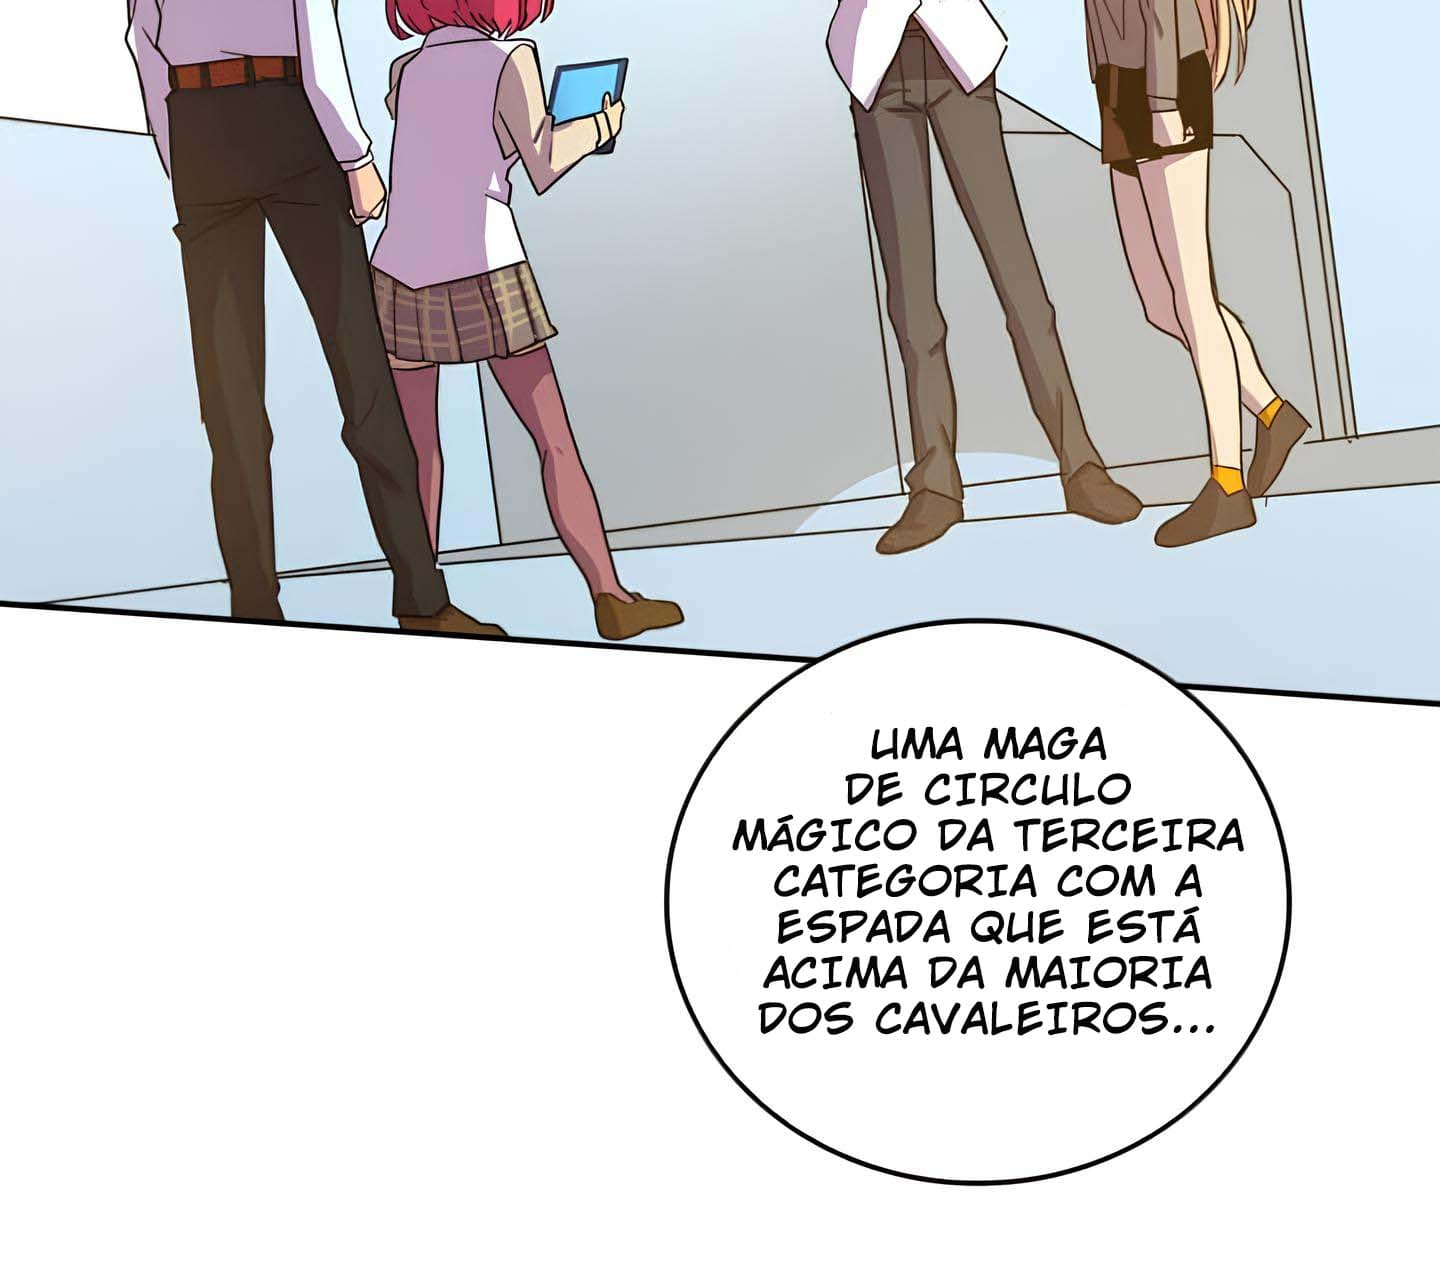 UMA MAGA
DE CIRCULO
MÁGICO DA TERCEIRA
CATEGORIA COM A
ESPADA QUE ESTÁ
ACIMA DA MAIORIA
DOS CAVALEIROS...